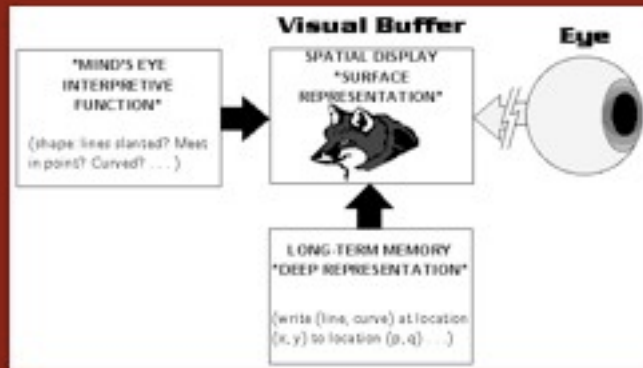 Visual Buffer
Eye
"MIND'S EYE
INTERPRETIVE
FUNCTION"
(shape: lines slanted? Meet
in point? Curved? . . . )
SPATIAL DISPLAY
"SURFACE
REPRESENTATION"
LONG-TERM MEMORY
"DEEP REPRESENTATION"
(write (line, curve) at location
(x, y) to location (p, q) . . .)